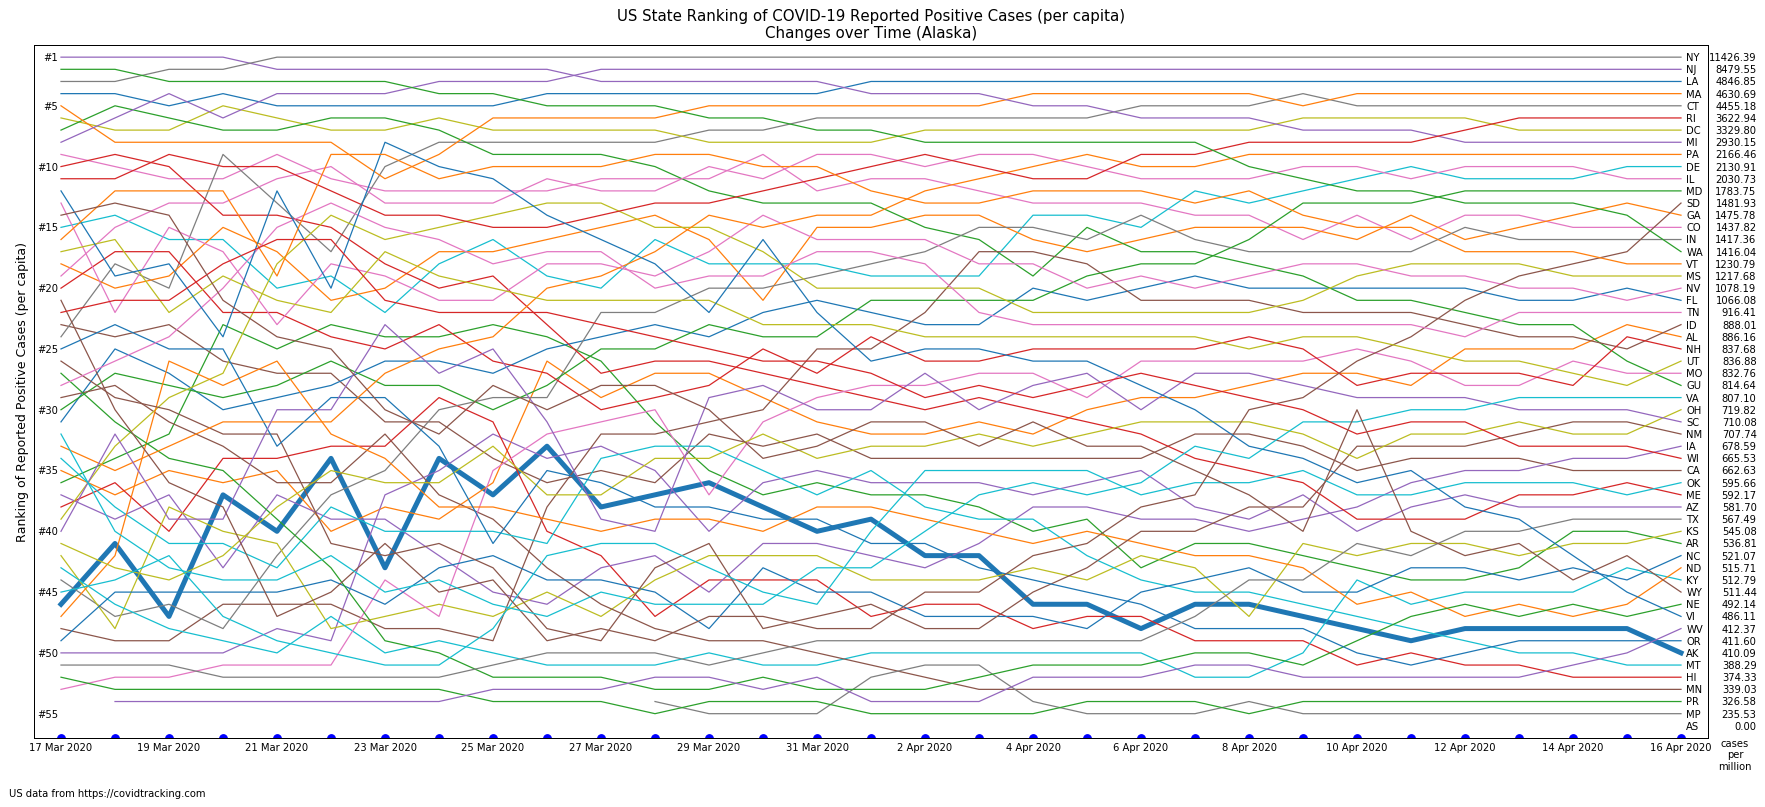 US State Ranking of COVID-19 Reported Positive Cases (per capita)
Changes over Time (Alaska)
Ranking of Reported Positive Cases (per capita)
#1
#5
#10
#15
#20
#25
#30
#35
#40
#45
#50
#55
NY 11426.39
NJ 8479.55
LA 4846.85
MA 4630.69
CT 4455.18
RI 3622.94
DC 3329.80
MI 2930.15
PA 2166.46
DE 2130.91
IL 2030.73
MD 1783.75
SD 1481.93
GA 1475.78
CO 1437.82
IN 1417.36
WA 1416.04
VT 1230.79
MS 1217.68
NV 1078.19
FL 1066.08
TN 916.41
ID 888.01
AL 886.16
NH 837.68
UT 836.88
MO 832.76
GU 814.64
VA 807.10
OH 719.82
SC 710.08
NM 707.74
IA 678.59
WI 665.53
CA 662.63
OK 595.66
ME 592.17
AZ 581.70
TX 567.49
KS 545.08
AR 536.81
NC 521.07
ND 515.71
KY 512.79
WY 511.44
NE 492.14
VI 486.11
WV 412.37
OR 411.60
AK 410.09
MT 388.29
HI 374.33
MN 339.03
PR 326.58
MP 235.53
AS 0.00
17 Mar 2020 19 Mar 2020 21 Mar 2020 23 Mar 2020 25 Mar 2020 27 Mar 2020 29 Mar 2020 31 Mar 2020 2 Apr 2020 4 Apr 2020 6 Apr 2020 8 Apr 2020 10 Apr 2020 12 Apr 2020 14 Apr 2020 16 Apr 2020
cases
per
million
US data from https://covidtracking.com